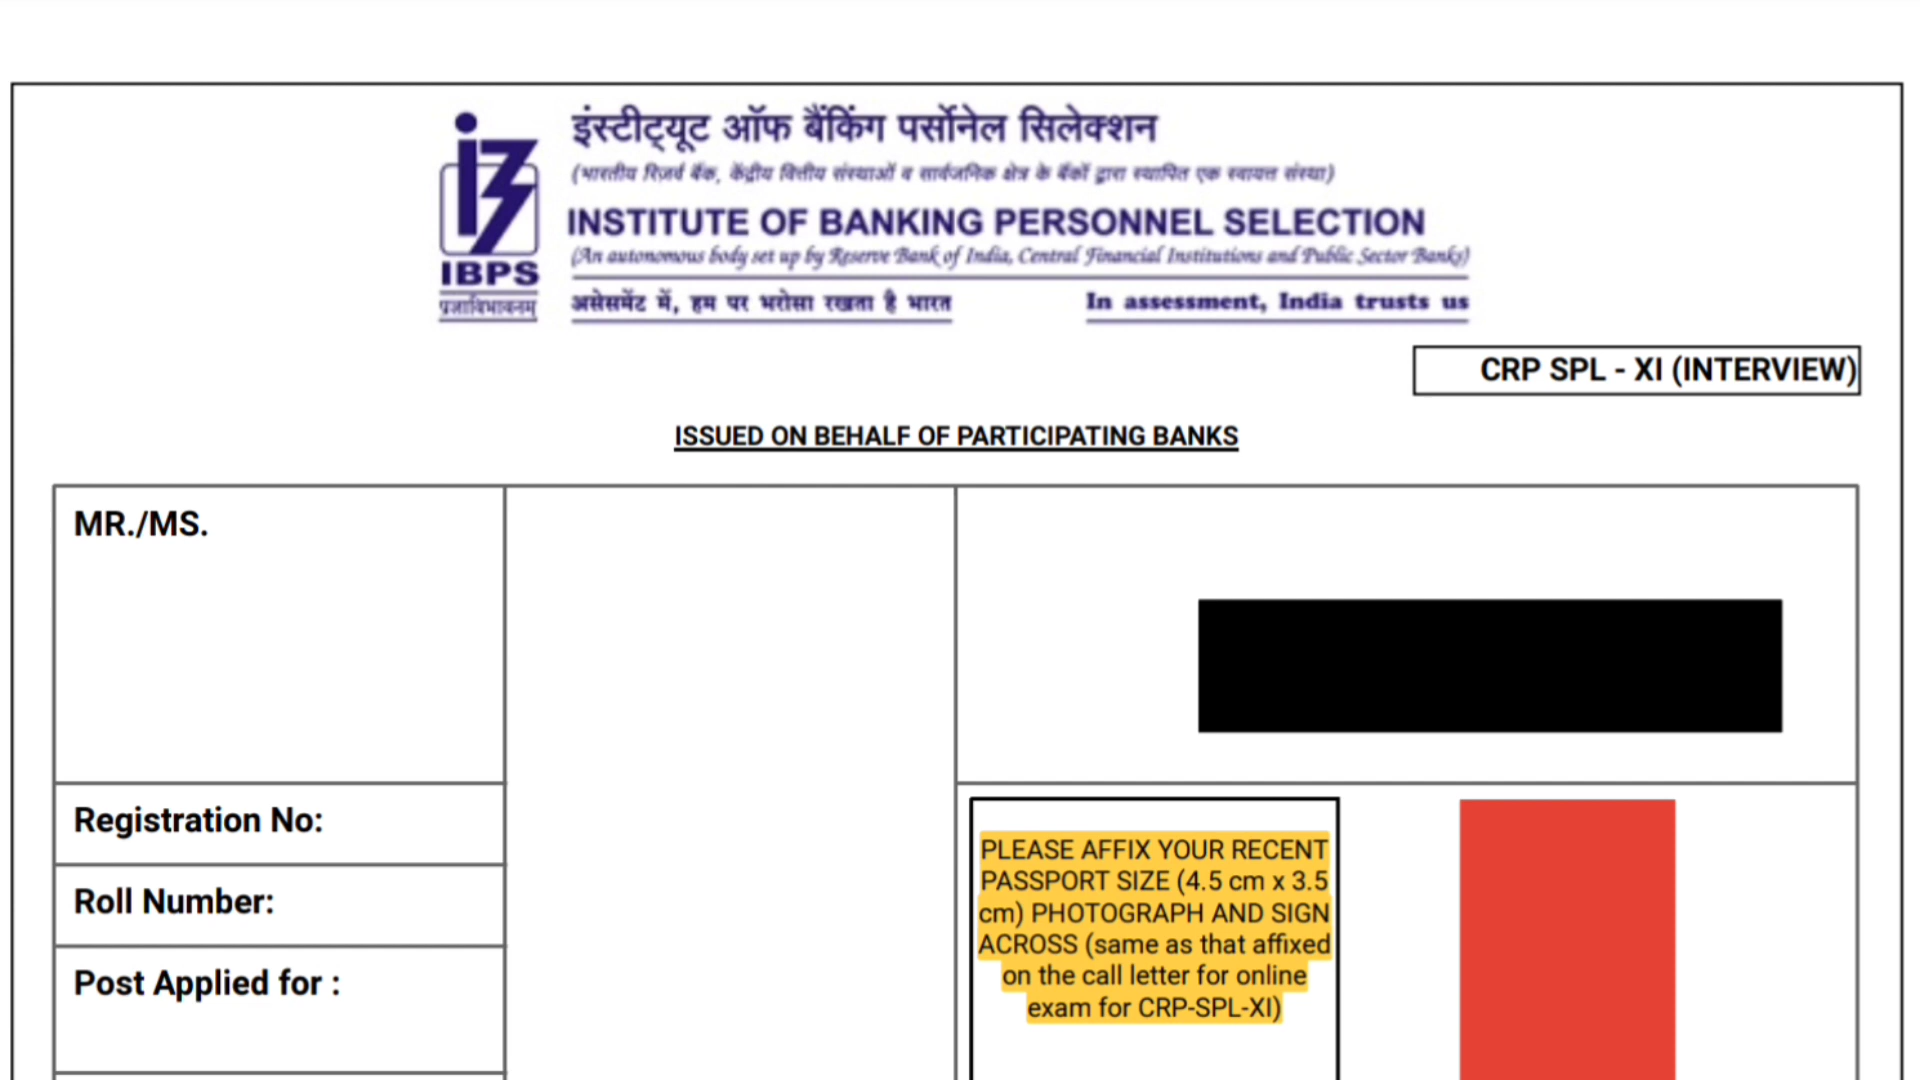 इंस्टीट्यूट ऑफ बैंकिंग पर्सोनेल सिलेक्शन
(भारतीय रिज़र्व बैंक, केंद्रीय वित्तीय संस्थाओं व सार्वजनिक क्षेत्र के बैंकों द्वारा स्थापित एक स्वायत्त संस्था)
INSTITUTE OF BANKING PERSONNEL SELECTION
(An autonomous body set up by Reserve Bank of India, Central Financial Institutions and Public Sector Banks)
IBPS
असेसमेंट में, हम पर भरोसा रखता है भारत In assessment, India trusts us
CRP SPL - XI (INTERVIEW)
ISSUED ON BEHALF OF PARTICIPATING BANKS
MR./MS.
Registration No:
Roll Number:
Post Applied for :
PLEASE AFFIX YOUR RECENT
PASSPORT SIZE (4.5 cm x 3.5
cm) PHOTOGRAPH AND SIGN
ACROSS (same as that affixed
on the call letter for online
exam for CRP-SPL-XI)